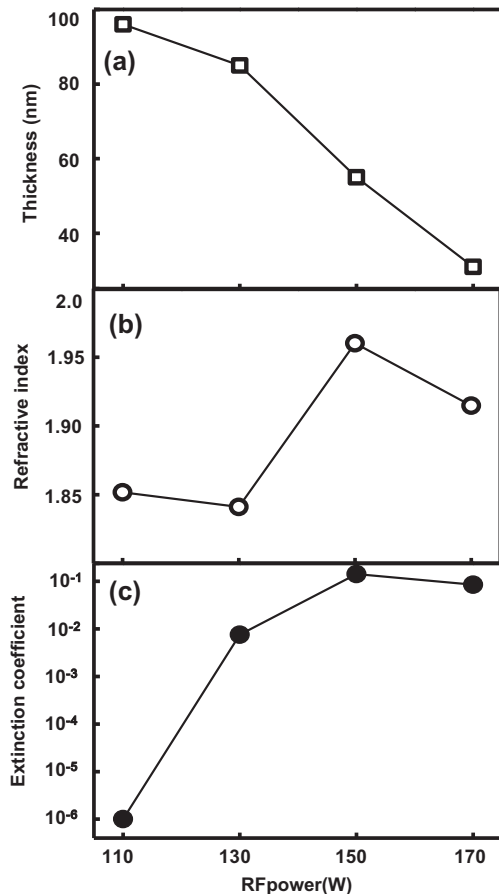 100
(a)
80
60
40
Thickness (nm)
2.0
(b)
1.95
1.90
1.85
Refractive index
10-1
(c)
10-2
10-3
10-4
10-5
10-6
Extinction coefficient
110 130 150 170
RFpower(W)